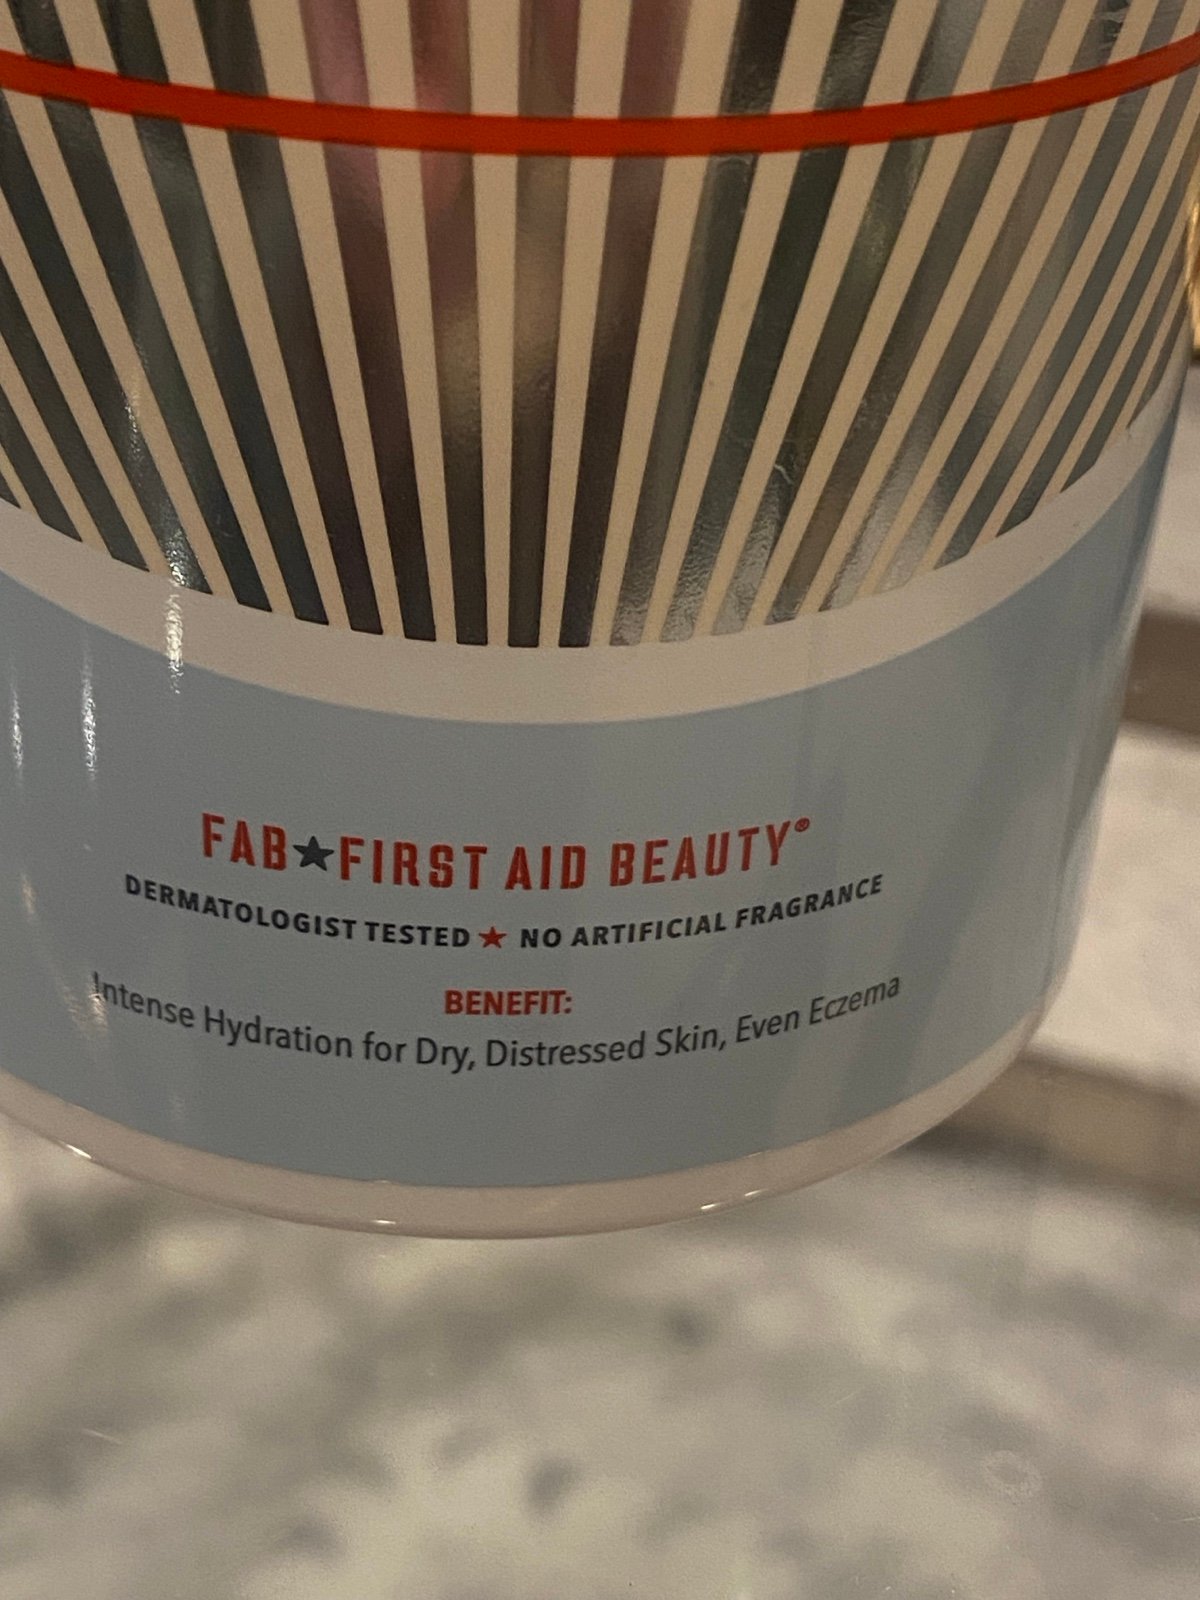 FAB★FIRST AID BEAUTY®
DERMATOLOGIST TESTED ★ NO ARTIFICIAL FRAGRANCE
BENEFIT:
Intense Hydration for Dry, Distressed Skin, Even Eczema